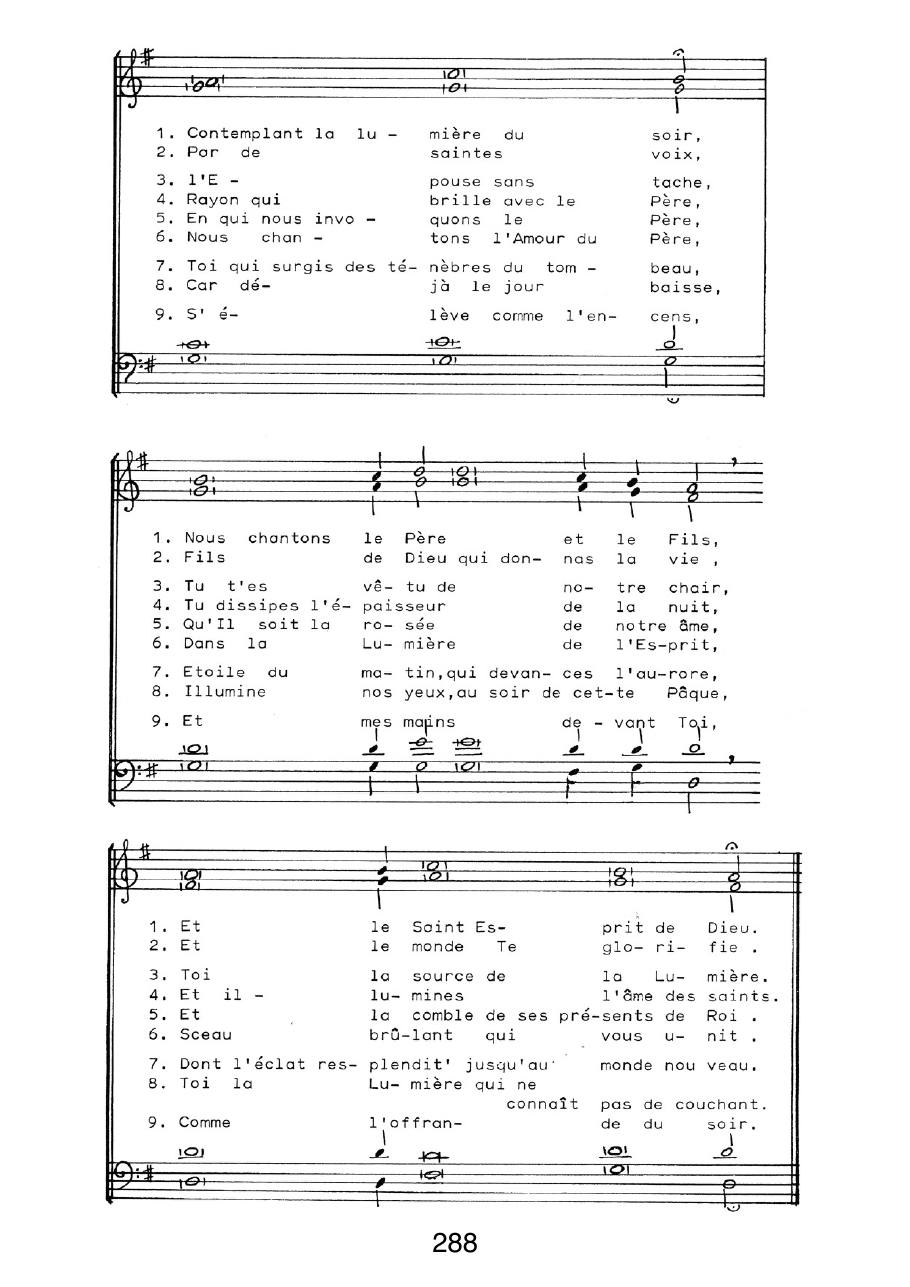 1. Contemplant la lu - mière du soir,
2. Par de saintes voix,
3. l'E - pouse sans tache,
4. Rayon qui brille avec le Père,
5. En qui nous invo - quons le Père,
6. Nous chan - tons l'Amour du Père,
7. Toi qui surgis des té- nèbres du tom - beau,
8. Car dé- jà le jour baisse,
9. S' é- lève comme l'en- cens,
1. Nous chantons le Père et le Fils,
2. Fils de Dieu qui don- nas la vie ,
3. Tu t'es vê- tu de no- tre chair,
4. Tu dissipes l'é- paisseur de la nuit,
5. Qu'Il soit la ro- sée de notre âme,
6. Dans la Lu- mière de l'Es-prit,
7. Etoile du ma- tin,qui devan- ces l'au-rore,
8. Illumine nos yeux,au soir de cet-te Pâque,
9. Et mes mains de - vant Toi,
1. Et le Saint Es- prit de Dieu.
2. Et le monde Te glo- ri- fie .
3. Toi la source de la Lu- mière.
4. Et il - lu- mines l'âme des saints.
5. Et la comble de ses pré-sents de Roi .
6. Sceau brû-lant qui vous u- nit .
7. Dont l'éclat res- plendit' jusqu'au monde nou veau.
8. Toi la Lu- mière qui ne
connaît pas de couchant.
9. Comme l'offran- de du soir.
288